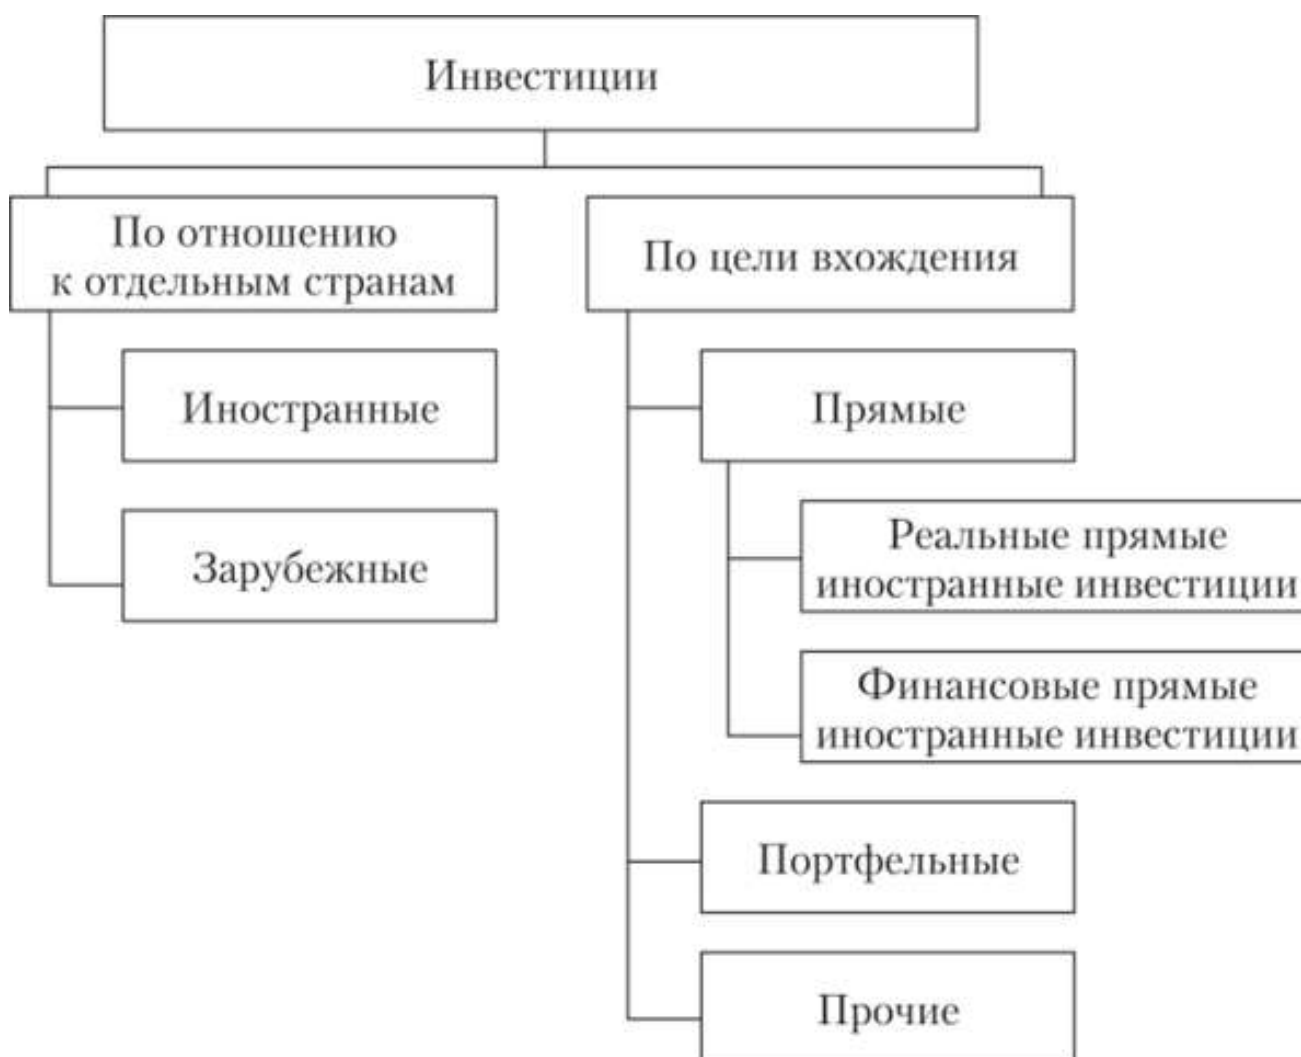 Инвестиции
По отношению
к отдельным странам
Иностранные
Зарубежные
По цели вхождения
Прямые
Реальные прямые
иностранные инвестиции
Финансовые прямые
иностранные инвестиции
Портфельные
Прочие